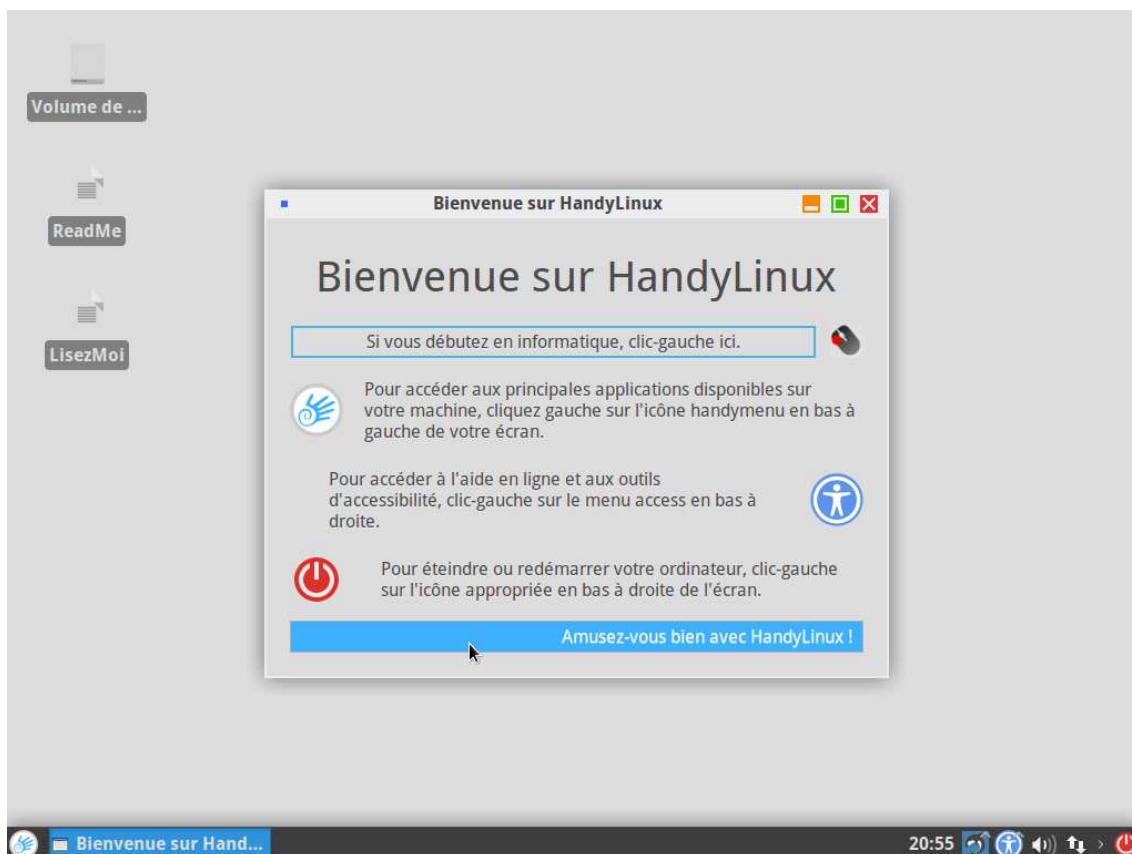 Volume de ...
ReadMe
LisezMoi
Bienvenue sur HandyLinux
Bienvenue sur HandyLinux
Si vous débutez en informatique, clic-gauche ici.
Pour accéder aux principales applications disponibles sur
votre machine, cliquez gauche sur l'icône handymenu en bas à
gauche de votre écran.
Pour accéder à l'aide en ligne et aux outils
d'accessibilité, clic-gauche sur le menu access en bas à
droite.
Pour éteindre ou redémarrer votre ordinateur, clic-gauche
sur l'icône appropriée en bas à droite de l'écran.
Amusez-vous bien avec HandyLinux !
Bienvenue sur Hand...
20:55